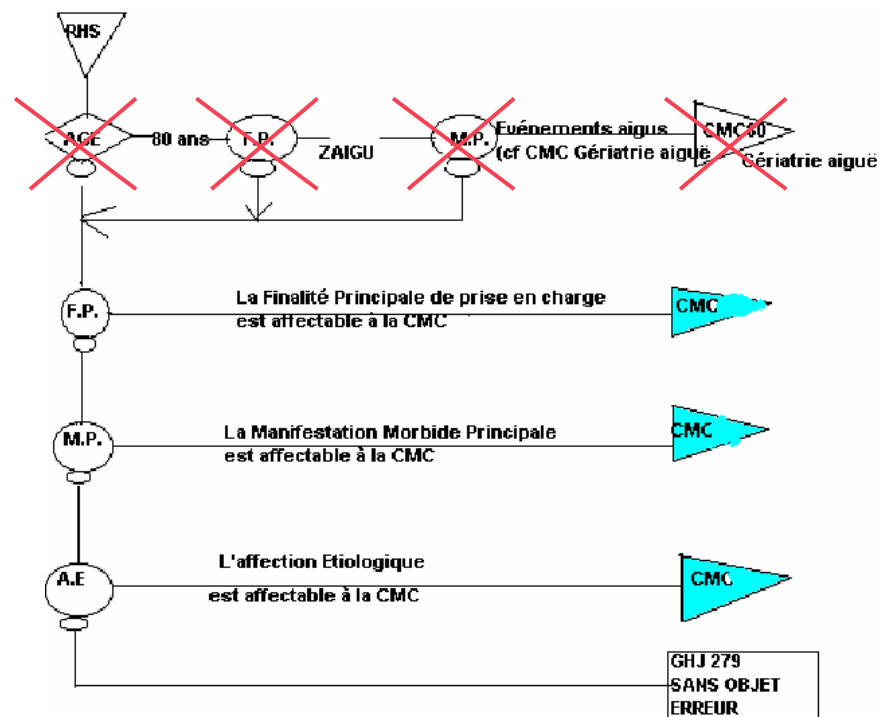 RHS
AGE
80 ans
F.P.
ZAIGU
M.P.
Evénements aigus
(cf CMC Gériatrie aiguë
CMC00
Gériatrie aiguë
F.P.
La Finalité Principale de prise en charge
est affectable à la CMC
CMC
M.P.
La Manifestation Morbide Principale
est affectable à la CMC
CMC
A.E
L'affection Etiologique
est affectable à la CMC
CMC
GHJ 279
SANS OBJET
ERREUR